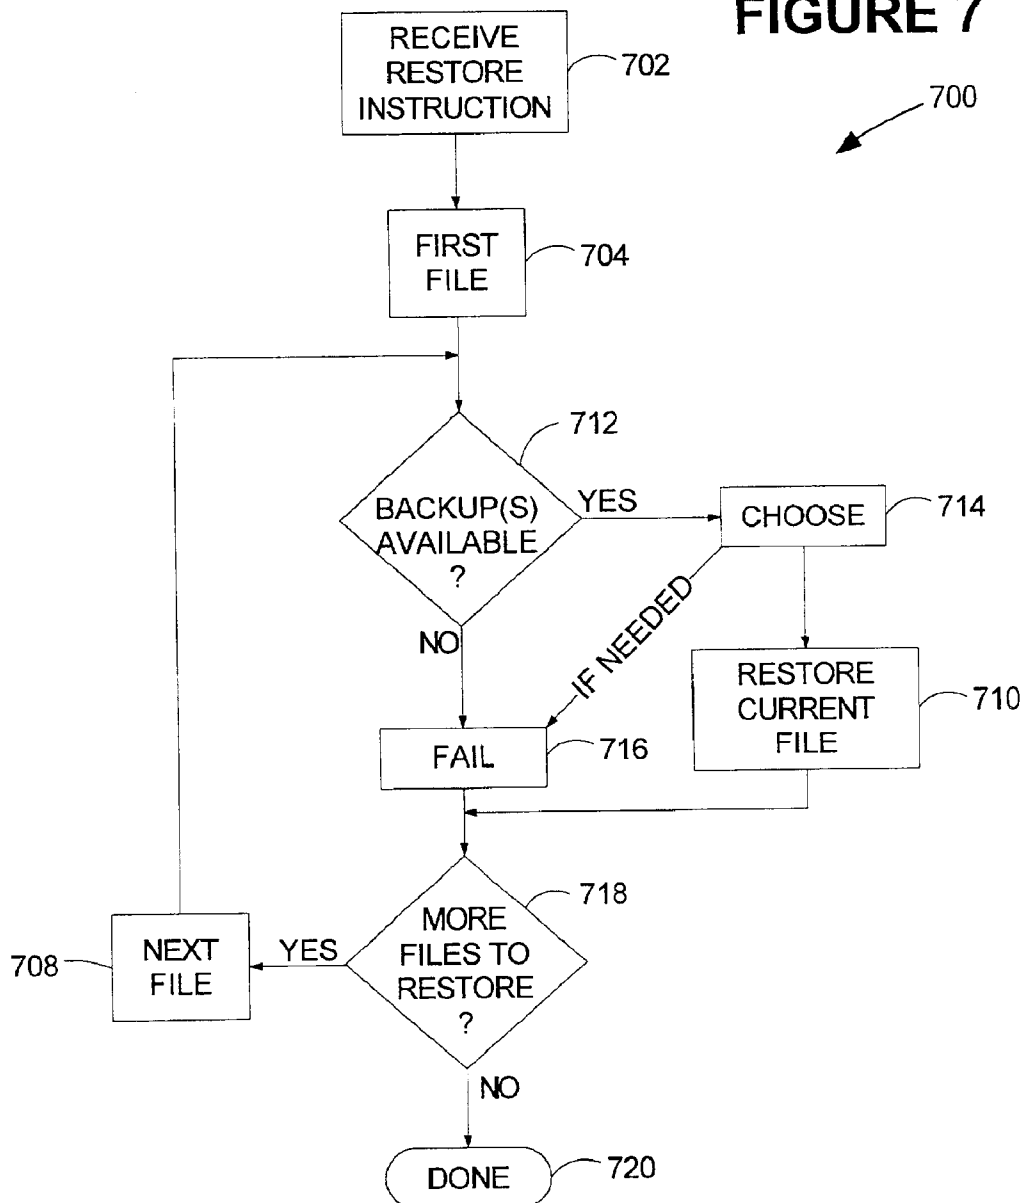 FIGURE 7
RECEIVE
RESTORE
INSTRUCTION
702
700
FIRST
FILE
704
712
BACKUP(S)
AVAILABLE
?
YES
CHOOSE
714
NO
IF NEEDED
RESTORE
CURRENT
FILE
710
FAIL
716
718
MORE
FILES TO
RESTORE
?
YES
NEXT
FILE
708
NO
DONE
720